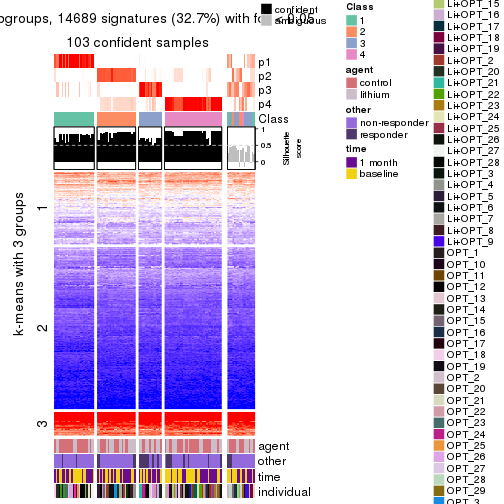 ogroups, 14689 signatures (32.7%) with
103 confident samples
p1
p2
p3
p4
Class
1
0.5
0
Silhouette
score
k-means with 3 groups
1
2
3
agent
other
time
individual
confident
ambiguous
Class
1
2
3
4
agent
control
lithium
other
non-responder
responder
time
1 month
baseline
Li+OPT_15
Li+OPT_16
Li+OPT_17
Li+OPT_18
Li+OPT_19
Li+OPT_2
Li+OPT_20
Li+OPT_21
Li+OPT_22
Li+OPT_23
Li+OPT_24
Li+OPT_25
Li+OPT_26
Li+OPT_27
Li+OPT_28
Li+OPT_3
Li+OPT_4
Li+OPT_5
Li+OPT_6
Li+OPT_7
Li+OPT_8
Li+OPT_9
OPT_1
OPT_10
OPT_11
OPT_12
OPT_13
OPT_14
OPT_15
OPT_16
OPT_17
OPT_18
OPT_19
OPT_2
OPT_20
OPT_21
OPT_22
OPT_23
OPT_24
OPT_25
OPT_26
OPT_27
OPT_28
OPT_29